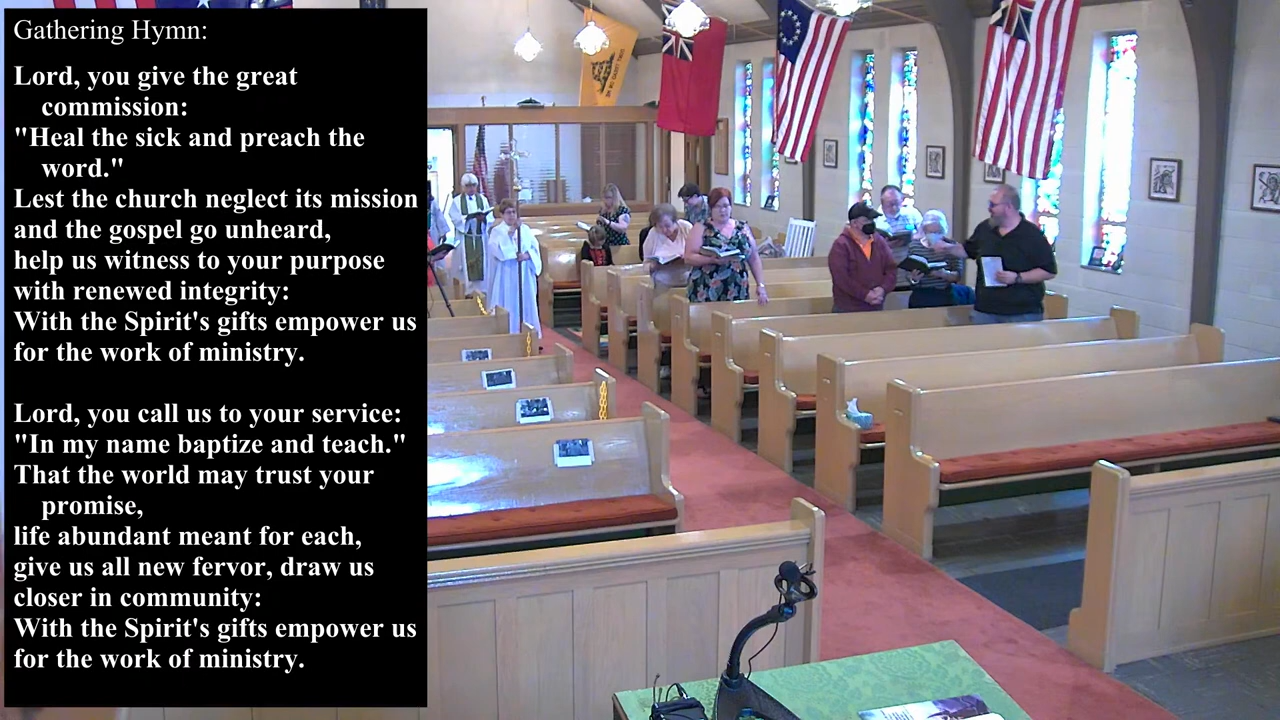 Gathering Hymn:
Lord, you give the great
commission:
"Heal the sick and preach the
word."
Lest the church neglect its mission
and the gospel go unheard,
help us witness to your purpose
with renewed integrity:
With the Spirit's gifts empower us
for the work of ministry.
Lord, you call us to your service:
"In my name baptize and teach."
That the world may trust your
promise,
life abundant meant for each,
give us all new fervor, draw us
closer in community:
With the Spirit's gifts empower us
for the work of ministry.